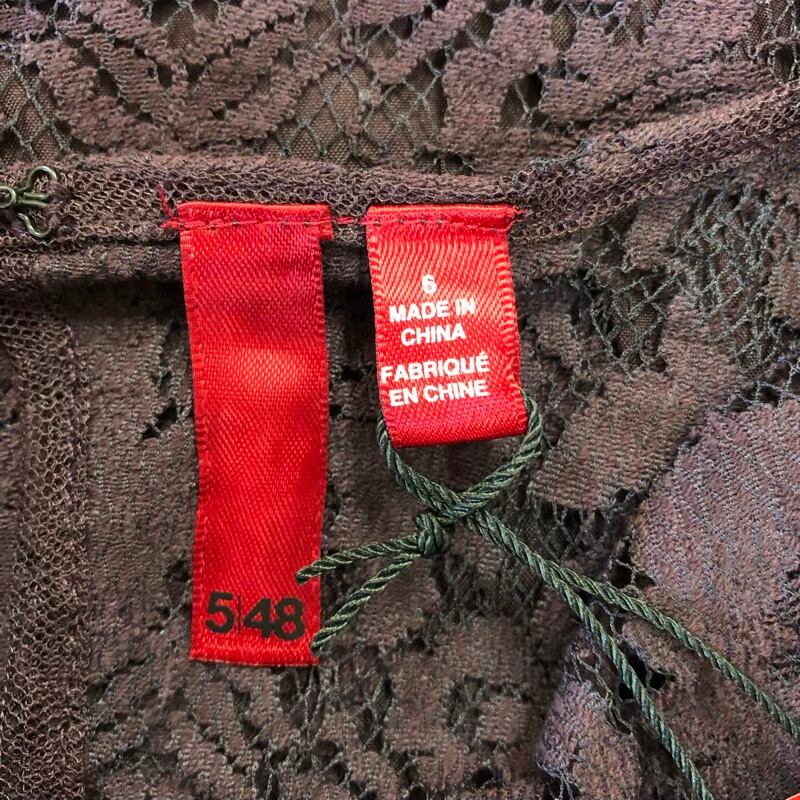 5|48
6
MADE IN
CHINA
FABRIQUÉ
EN CHINE